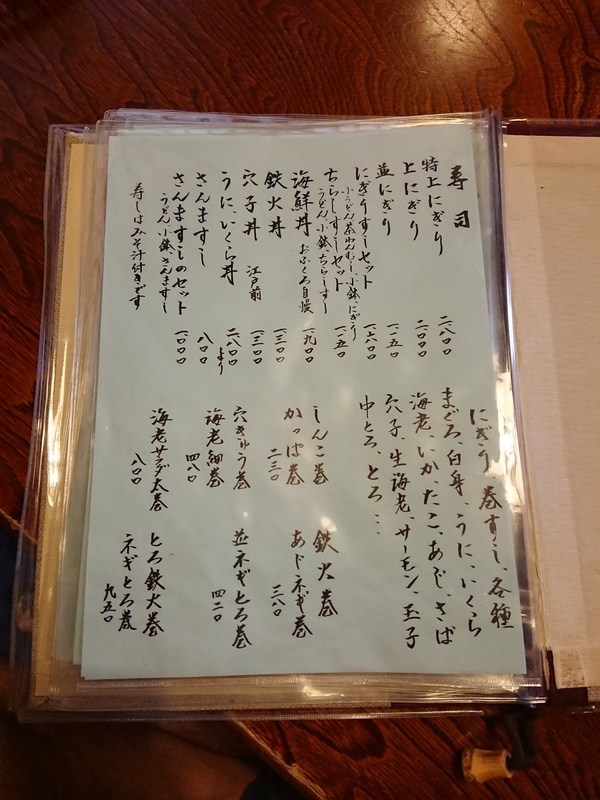 寿司
特上にぎり 二、八〇〇
上にぎり 二、〇〇〇
並にぎり 一、一五〇
にぎりすしセット 一、六〇〇
小うどん、茶わんむし、小鉢、にぎり
ちらしすしセット 一、一五〇
うどん、小鉢、ちらしすし
海鮮丼 おふくろ自慢 一、九〇〇
鉄火丼 一、三〇〇
穴子丼 江戸前 一、三〇〇
うに、いくら丼 二、八〇〇より
さんますし 八〇〇
さんますしのセット 一、〇〇〇
うどん、小鉢、さんますし
寿しはみそ汁付きです
にぎり 巻すし、各種
まぐろ、白身、うに、いくら
海老、いか、たこ、あじ、さば
穴子、生海老、サーモン、玉子
中とろ、とろ…
しんこ巻
かっぱ巻
二三〇
鉄火巻
あじネギ巻
三八〇
穴きゅう巻
海老細巻
四八〇
並ネギとろ巻
四二〇
海老サラダ太巻
八〇〇
とろ鉄火巻
ネギとろ巻
九五〇